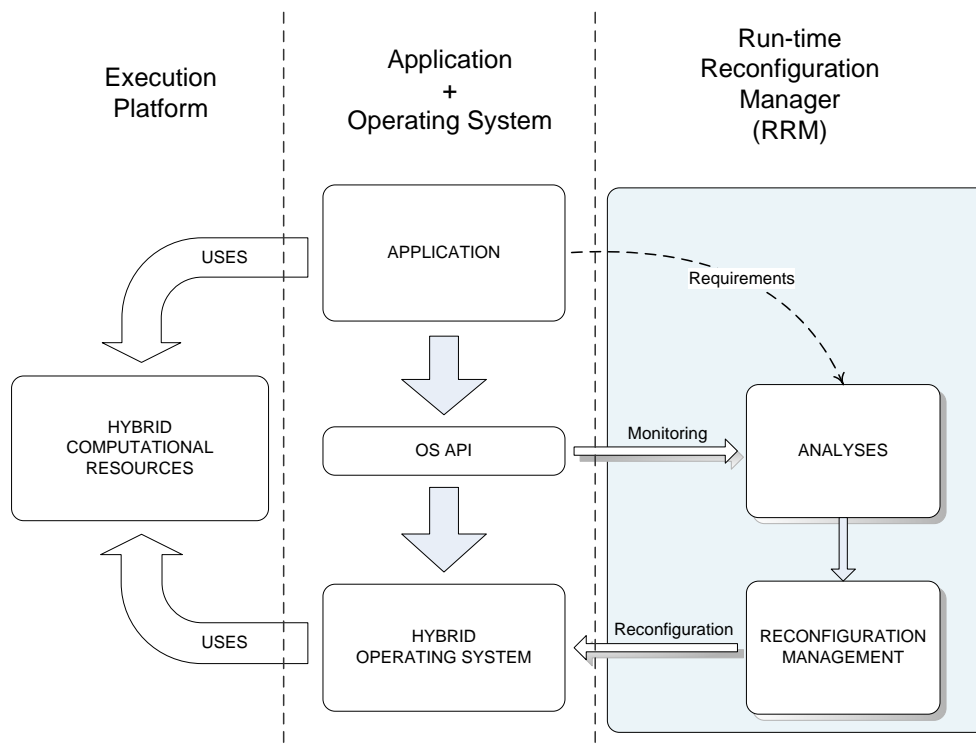 Execution
Platform
Application
+
Operating System
Run-time
Reconfiguration
Manager
(RRM)
USES
APPLICATION
Requirements
HYBRID
COMPUTATIONAL
RESOURCES
OS API
Monitoring
ANALYSES
USES
HYBRID
OPERATING SYSTEM
Reconfiguration
RECONFIGURATION
MANAGEMENT